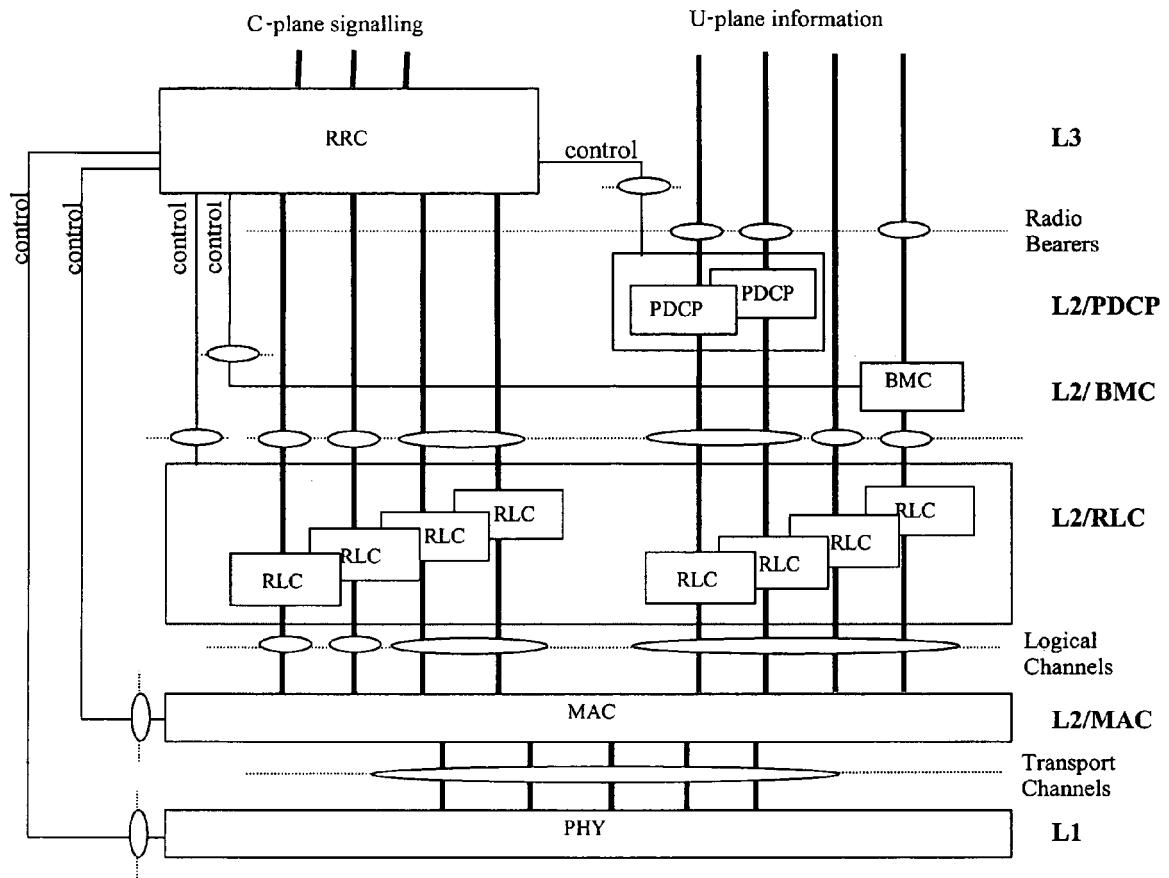 C-plane signalling
U-plane information
RRC
L3
control
control
control
control
control
Radio
Bearers
PDCP
PDCP
L2/PDCP
BMC
L2/BMC
RLC
RLC
RLC
RLC
RLC
RLC
RLC
RLC
L2/RLC
Logical
Channels
MAC
L2/MAC
Transport
Channels
PHY
L1